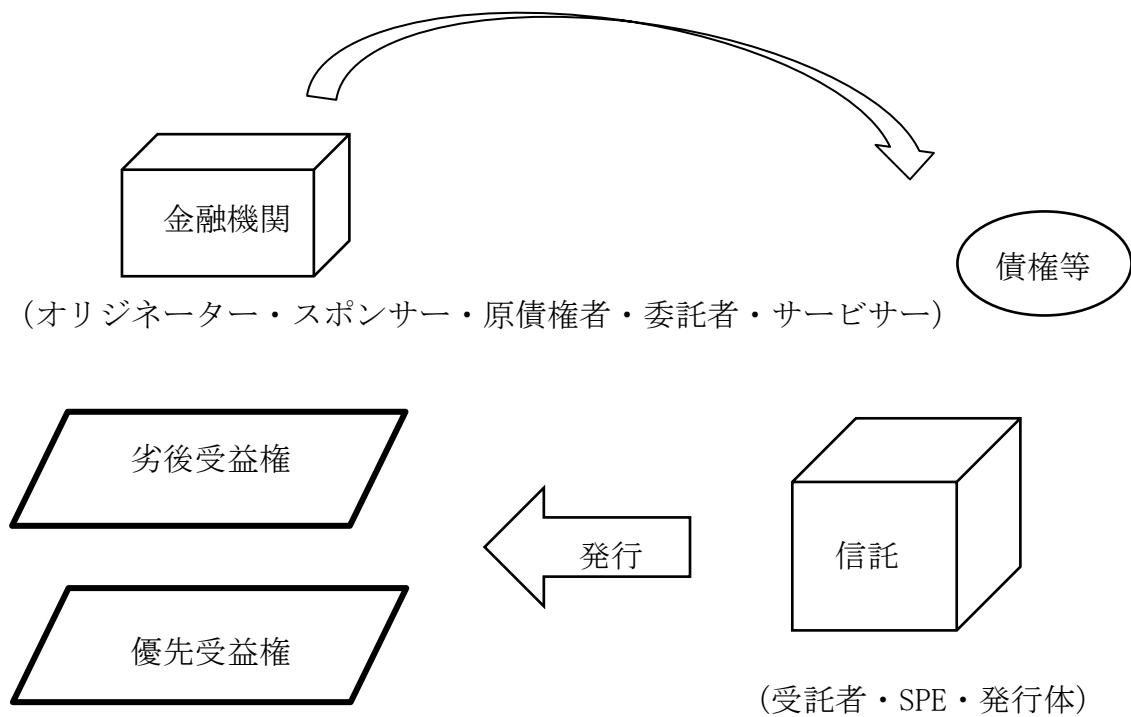 金融機関
債権等
(オリジネーター・スポンサー・原債権者・委託者・サービサー)
劣後受益権
発行
信託
優先受益権
(受託者・SPE・発行体)